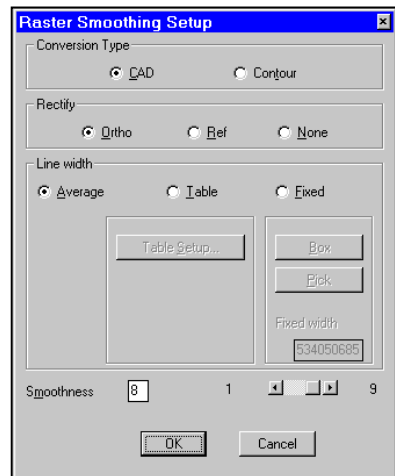 Raster Smoothing Setup
Conversion Type
CAD Contour
Rectify
Ortho Ref None
Line width
Average Table Fixed
Table Setup... Box
Pick
Fixed width
534050685
Smoothness 8 1 9
OK Cancel